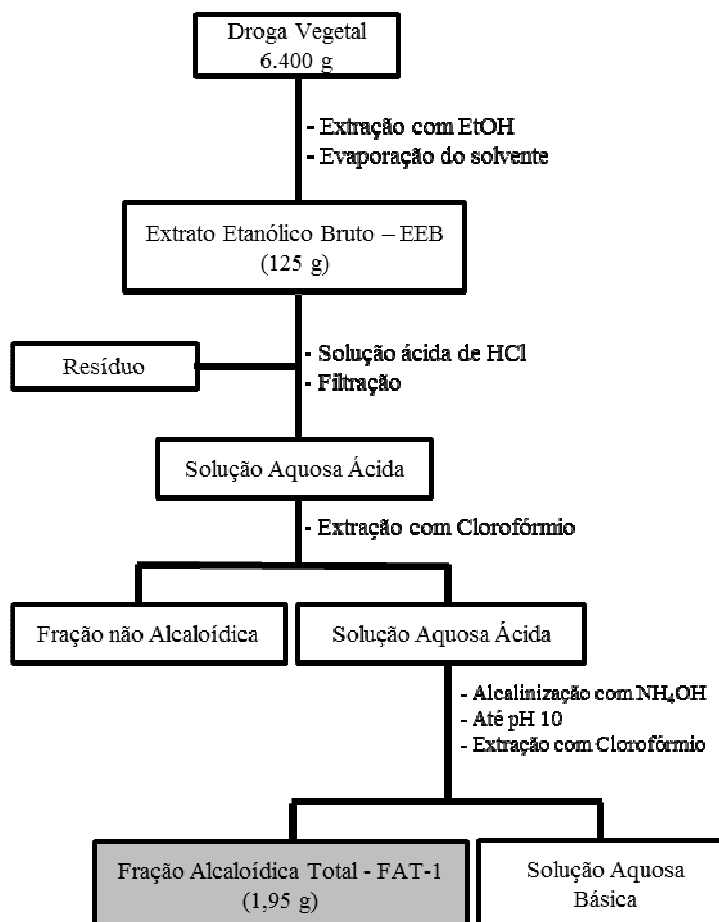 Droga Vegetal
6.400 g
- Extração com EtOH
- Evaporação do solvente
Extrato Etanólico Bruto – EEB
(125 g)
Resíduo
- Solução ácida de HCl
- Filtração
Solução Aquosa Ácida
- Extração com Clorofórmio
Fração não Alcaloídica
Solução Aquosa Ácida
- Alcalinização com NH₄OH
- Até pH 10
- Extração com Clorofórmio
Fração Alcaloídica Total - FAT-1
(1,95 g)
Solução Aquosa
Básica